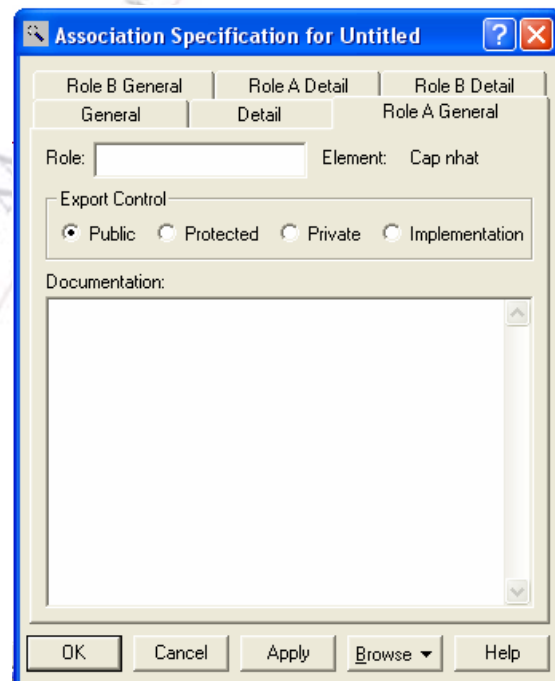 Association Specification for Untitled
Role B General Role A Detail Role B Detail
General Detail Role A General
Role: Element: Cap nhat
Export Control
Public Protected Private Implementation
Documentation:
OK Cancel Apply Browse Help